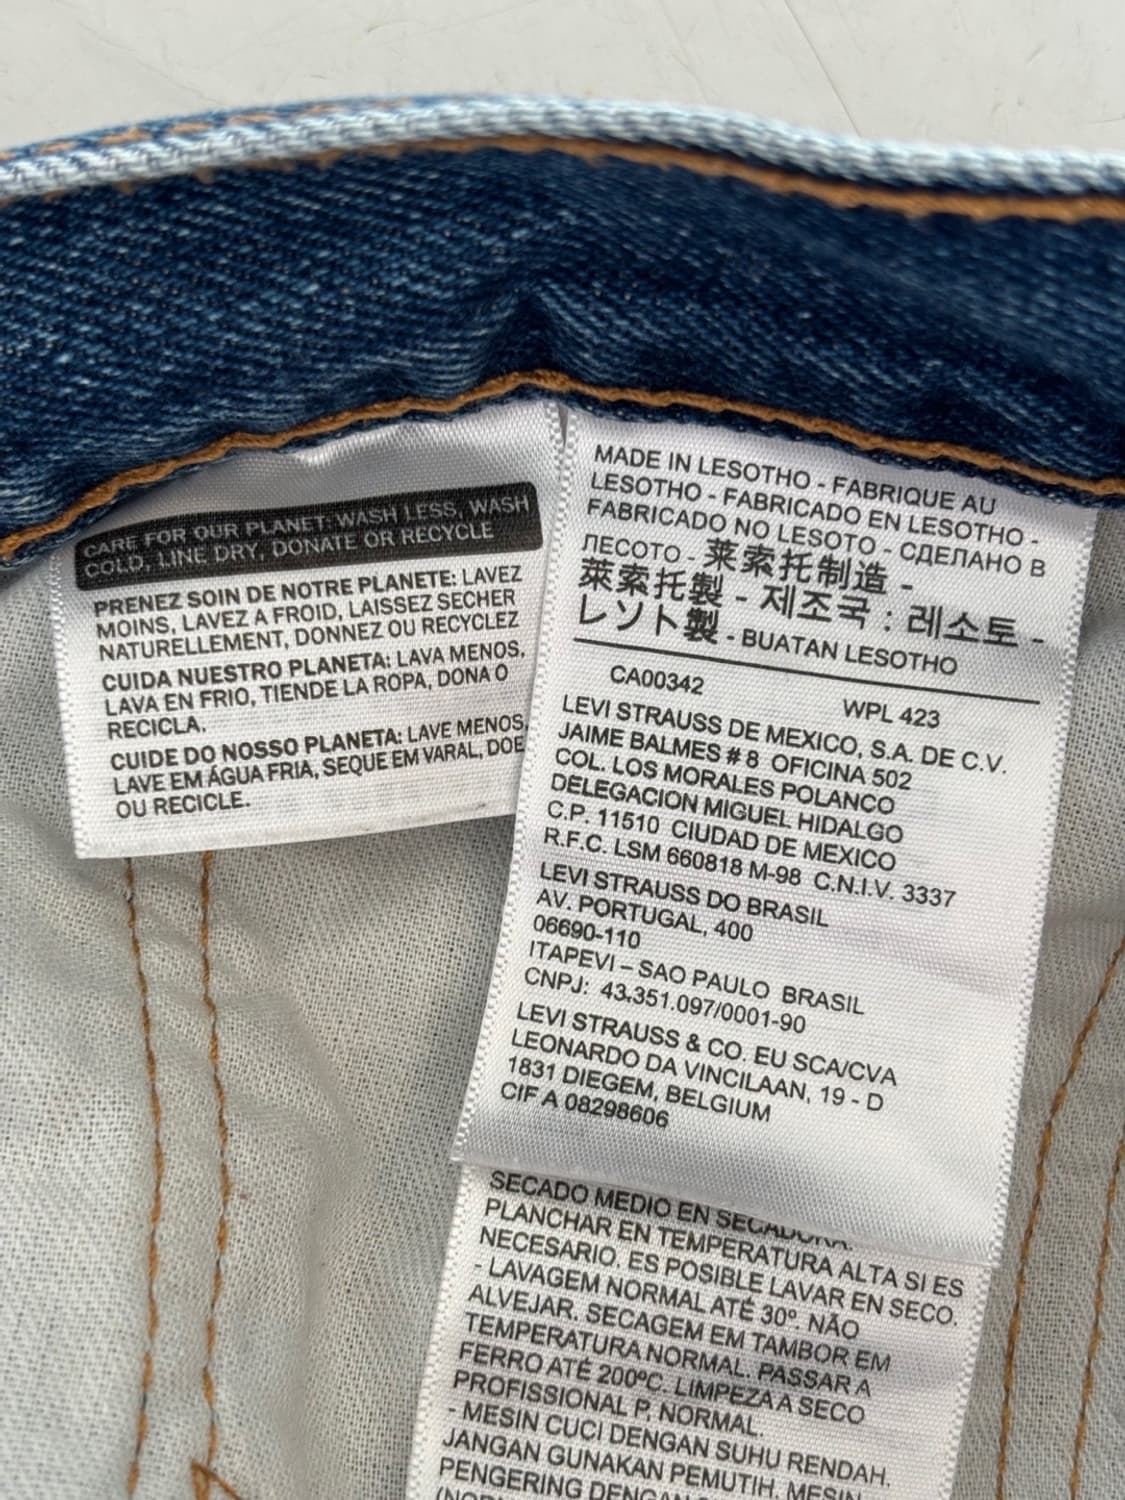 CARE FOR OUR PLANET: WASH LESS, WASH
COLD, LINE DRY, DONATE OR RECYCLE
PRENEZ SOIN DE NOTRE PLANETE: LAVEZ
MOINS, LAVEZ A FROID, LAISSEZ SECHER
NATURELLEMENT, DONNEZ OU RECYCLEZ
CUIDA NUESTRO PLANETA: LAVA MENOS,
LAVA EN FRIO, TIENDE LA ROPA, DONA O
RECICLA.
CUIDE DO NOSSO PLANETA: LAVE MENOS,
LAVE EM ÁGUA FRIA, SEQUE EM VARAL, DOE
OU RECICLE.
MADE IN LESOTHO - FABRIQUE AU
LESOTHO - FABRICADO EN LESOTHO -
FABRICADO NO LESOTO - СДЕЛАНО В
ЛЕСОТО - 莱索托制造 -
萊索托製 - 제조국 : 레소토 -
レソト製 - BUATAN LESOTHO
CA00342 WPL 423
LEVI STRAUSS DE MEXICO, S.A. DE C.V.
JAIME BALMES # 8 OFICINA 502
COL. LOS MORALES POLANCO
DELEGACION MIGUEL HIDALGO
C.P. 11510 CIUDAD DE MEXICO
R.F.C. LSM 660818 M-98 C.N.I.V. 3337
LEVI STRAUSS DO BRASIL
AV. PORTUGAL, 400
06690-110
ITAPEVI – SAO PAULO BRASIL
CNPJ: 43.351.097/0001-90
LEVI STRAUSS & CO. EU SCA/CVA
LEONARDO DA VINCILAAN, 19 - D
1831 DIEGEM, BELGIUM
CIF A 08298606
SECADO MEDIO EN SECADORA.
PLANCHAR EN TEMPERATURA ALTA SI ES
NECESARIO. ES POSIBLE LAVAR EN SECO.
- LAVAGEM NORMAL ATÉ 30º. NÃO
ALVEJAR. SECAGEM EM TAMBOR EM
TEMPERATURA NORMAL. PASSAR A
FERRO ATÉ 200ºC. LIMPEZA A SECO
PROFISSIONAL P, NORMAL.
- MESIN CUCI DENGAN SUHU RENDAH.
JANGAN GUNAKAN PEMUTIH. MESIN
PENGERING DENGAN